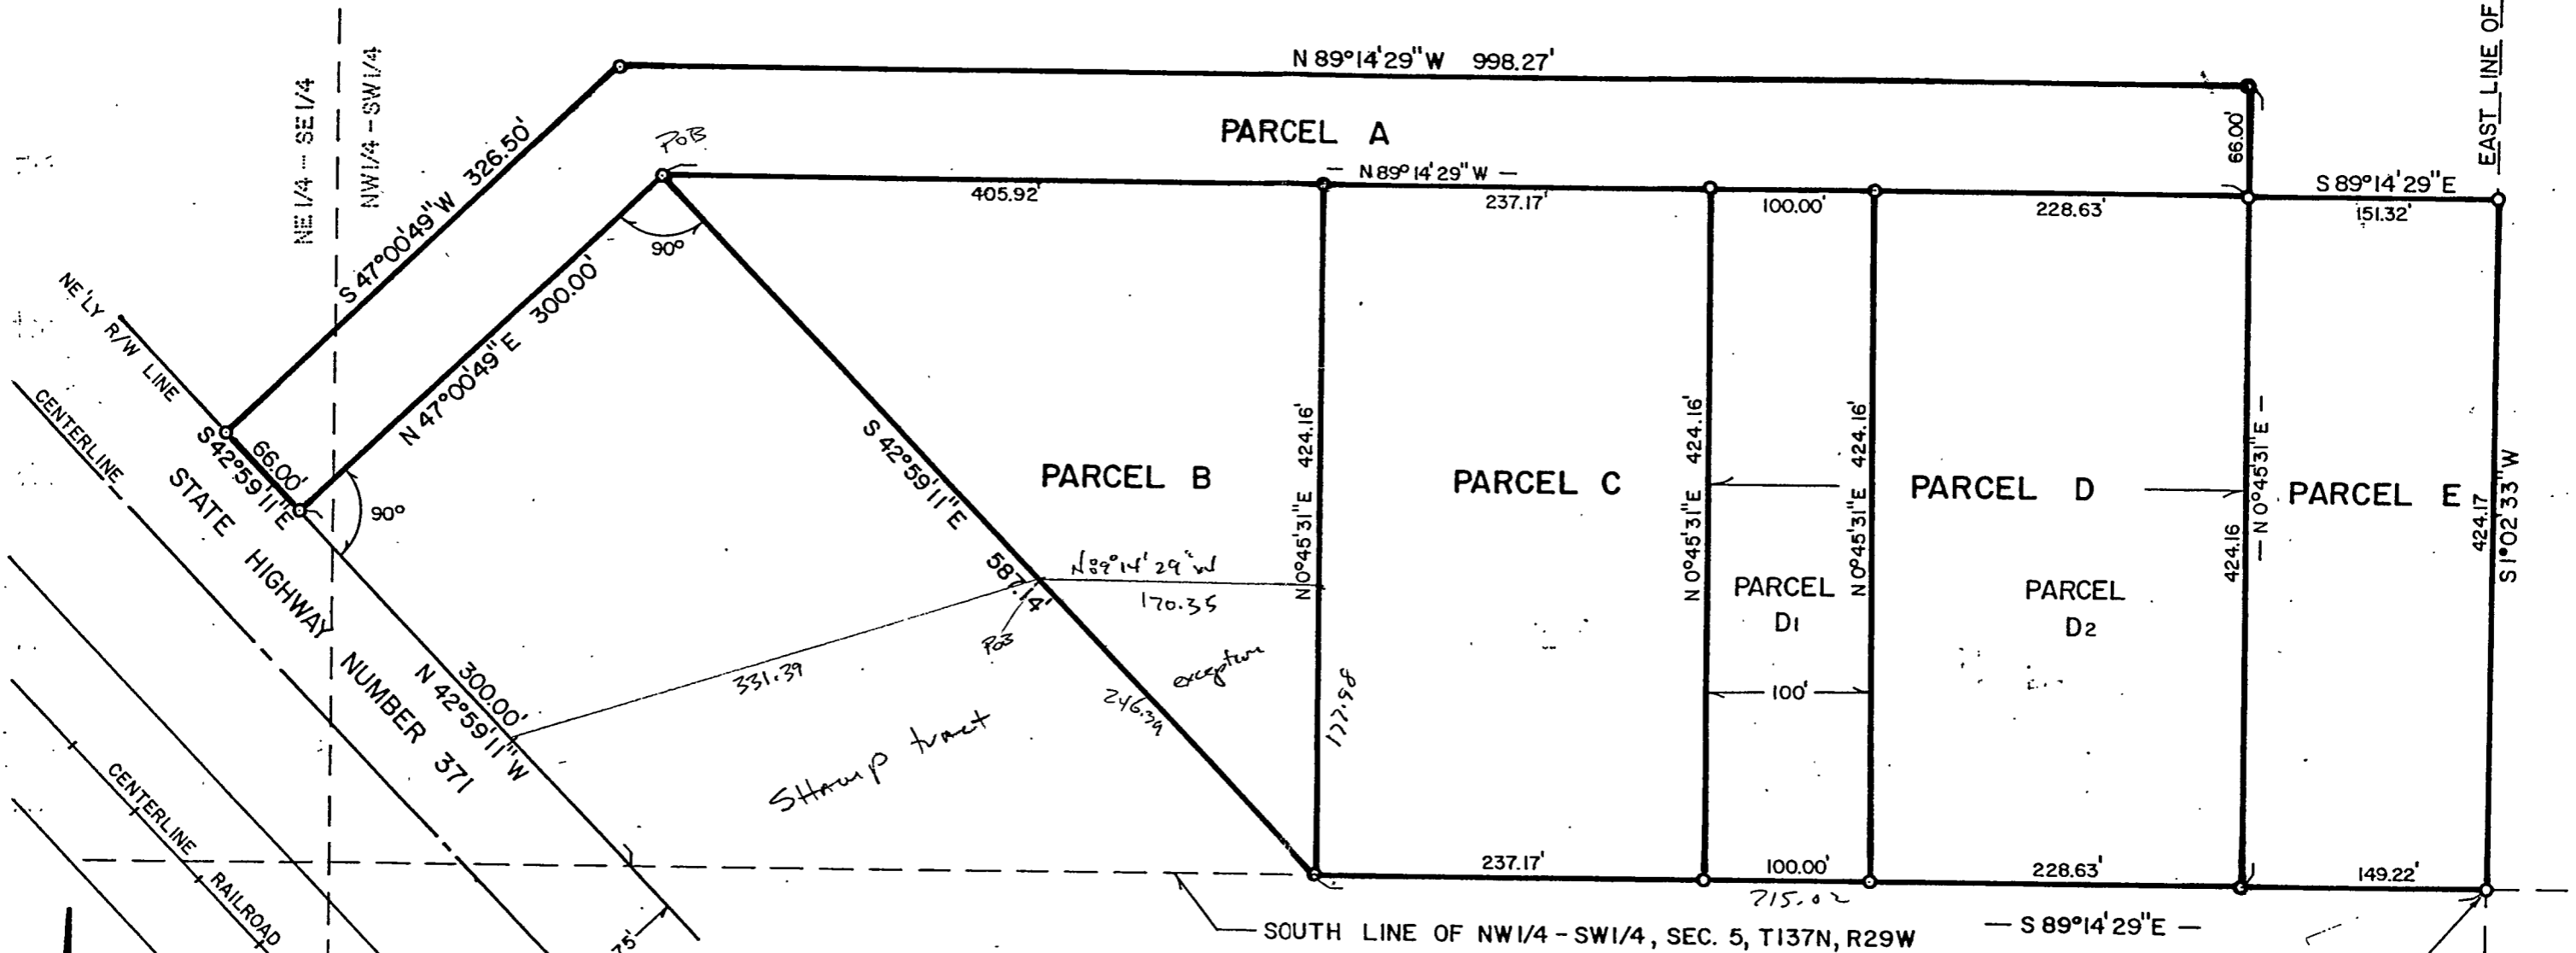 N 89°14'29"W 998.27'
EAST LINE OF
NE 1/4 - SE 1/4
NW 1/4 - SW 1/4
S 47°00'49"W 326.50'
POB
PARCEL A
66.00'
405.92'
— N 89°14'29"W —
237.17'
100.00'
228.63'
S 89°14'29"E
151.32'
90°
NE'LY R/W LINE
N 47°00'49"E 300.00'
CENTERLINE
66.00'
S 42°59'11"E
90°
STATE HIGHWAY NUMBER 371
S 42°59'11"E 587.14'
PARCEL B
N 0°45'31"E 424.16'
PARCEL C
N 0°45'31"E 424.16'
N 0°45'31"E 424.16'
PARCEL D
424.16
— N 0°45'31"E —
PARCEL E
424.17
S 1°02'33"W
N89°14'29"W
170.35
POB
PARCEL
D1
PARCEL
D2
331.39
exception
246.39
177.98
100'
300.00'
N 42°59'11"W
SHamp tract
CENTERLINE
RAILROAD
75'
237.17'
100.00'
228.63'
149.22'
715.02
SOUTH LINE OF NW1/4 - SW1/4, SEC. 5, T137N, R29W
— S 89°14'29"E —